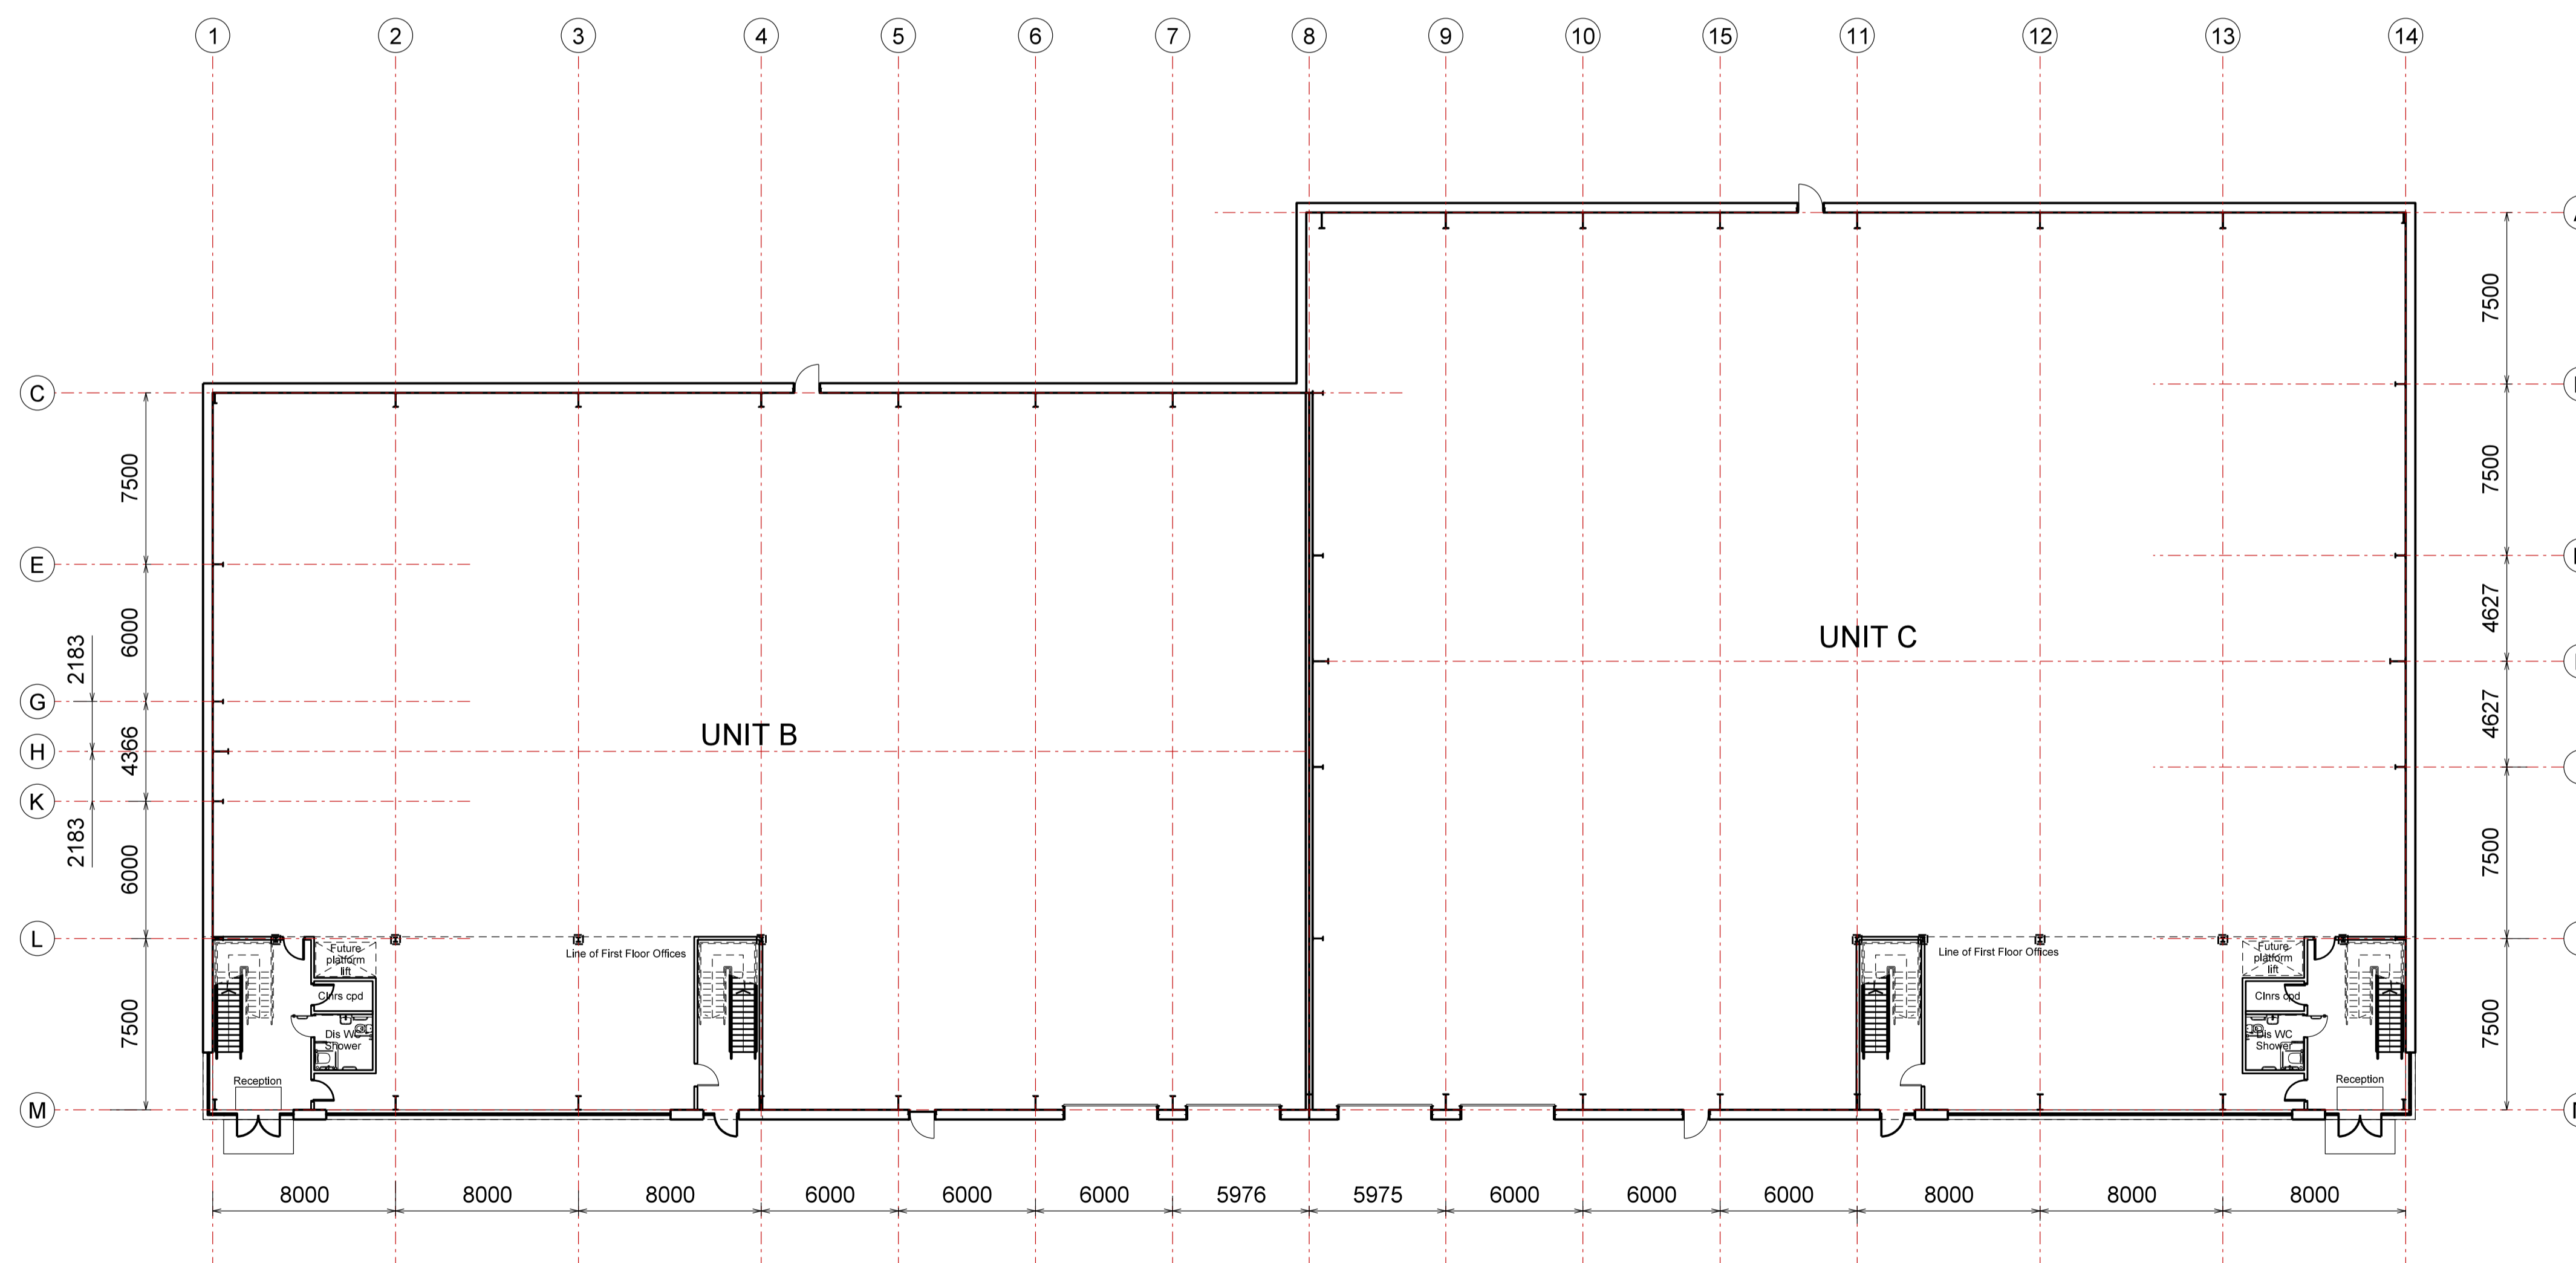 1 2 3 4 5 6 7 8 9 10 15 11 12 13 14
C
E
G
H
K
L
M
7500
6000
2183
4366
2183
6000
7500
7500
7500
4627
4627
7500
7500
UNIT B
UNIT C
Future
platform
lift
Clnrs cpd
Dis WC
Shower
Reception
Line of First Floor Offices
Line of First Floor Offices
Future
platform
lift
Clnrs cpd
Dis WC
Shower
Reception
8000 8000 8000 6000 6000 6000 5976 5975 6000 6000 6000 8000 8000 8000